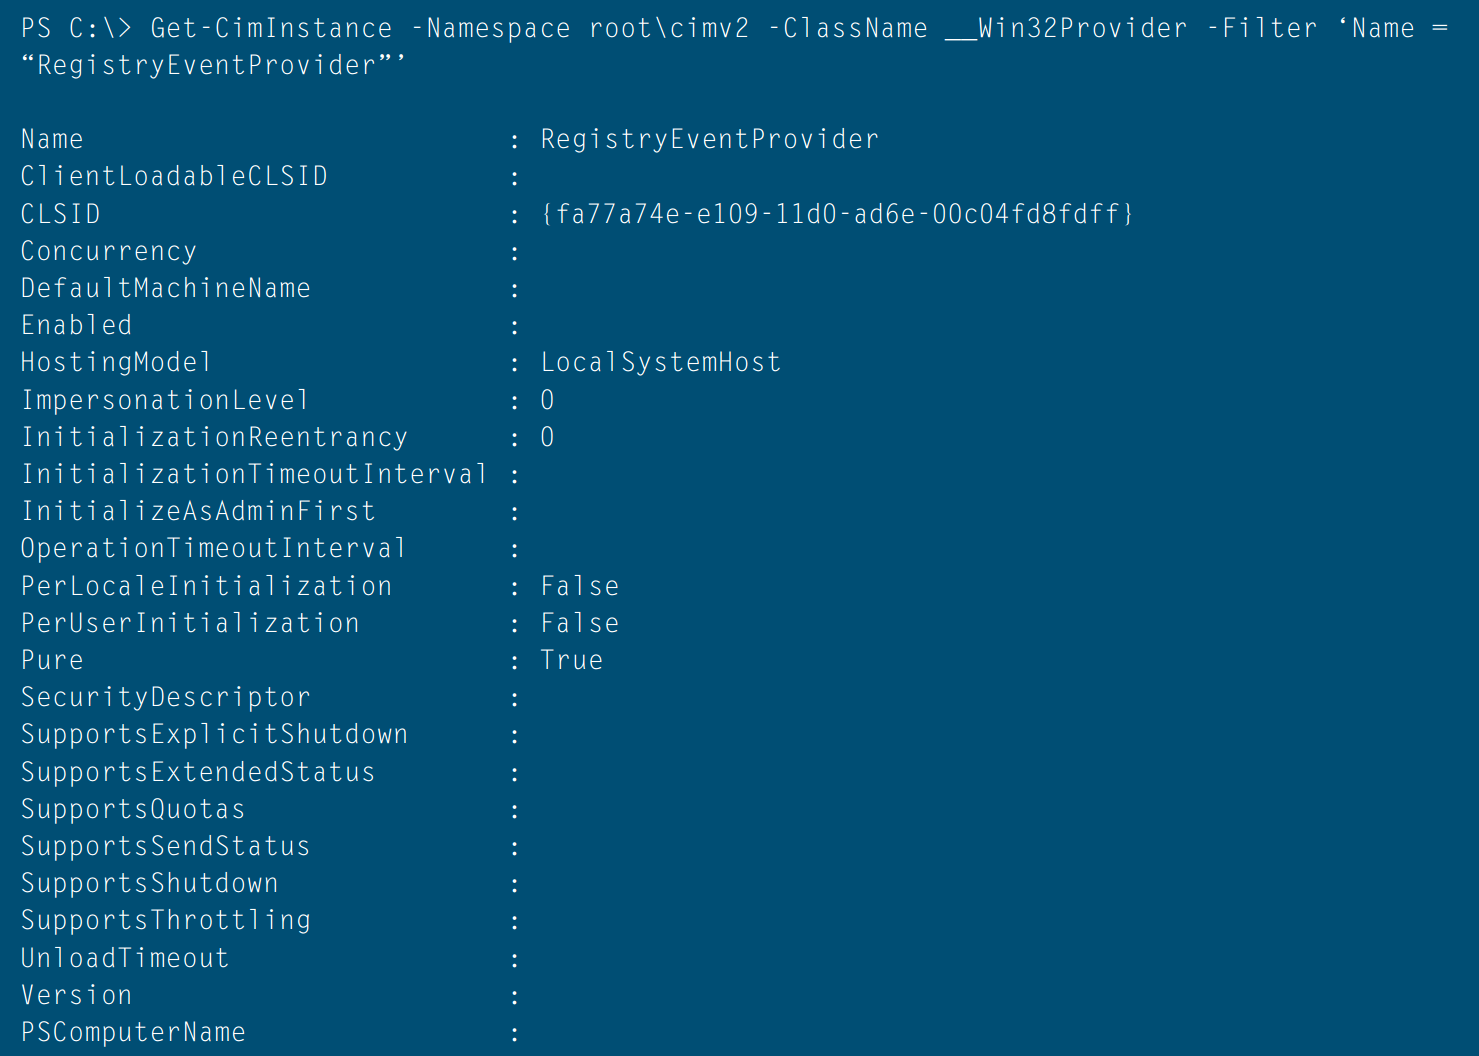 PS C:\> Get-CimInstance -Namespace root\cimv2 -ClassName __Win32Provider -Filter ‘Name =
“RegistryEventProvider”’
Name : RegistryEventProvider
ClientLoadableCLSID :
CLSID : {fa77a74e-e109-11d0-ad6e-00c04fd8fdff}
Concurrency :
DefaultMachineName :
Enabled :
HostingModel : LocalSystemHost
ImpersonationLevel : 0
InitializationReentrancy : 0
InitializationTimeoutInterval :
InitializeAsAdminFirst :
OperationTimeoutInterval :
PerLocaleInitialization : False
PerUserInitialization : False
Pure : True
SecurityDescriptor :
SupportsExplicitShutdown :
SupportsExtendedStatus :
SupportsQuotas :
SupportsSendStatus :
SupportsShutdown :
SupportsThrottling :
UnloadTimeout :
Version :
PSComputerName :